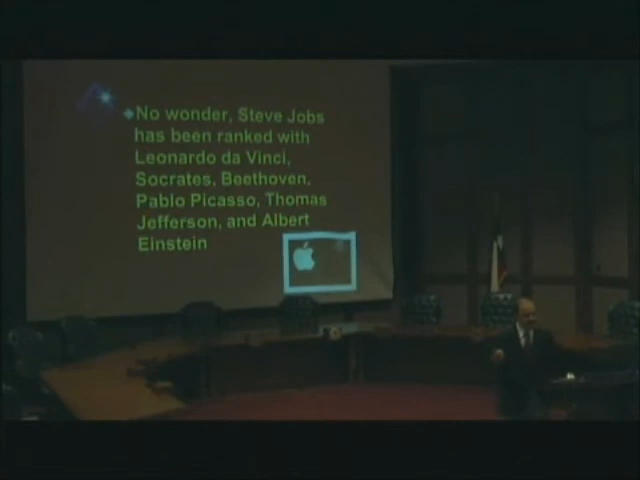 No wonder, Steve Jobs
has been ranked with
Leonardo da Vinci,
Socrates, Beethoven,
Pablo Picasso, Thomas
Jefferson, and Albert
Einstein